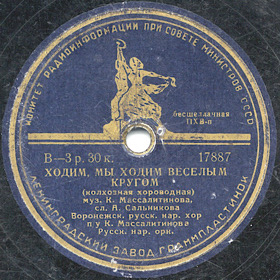 КОМИТЕТ РАДИОИНФОРМАЦИИ ПРИ СОВЕТЕ МИНИСТРОВ СССР
бесшеллачная
ПХВ-п
В—3 р. 30 к.
17887
ХОДИМ, МЫ ХОДИМ ВЕСЕЛЫМ
КРУГОМ
(колхозная хороводная)
муз. К. Массалитинова,
сл. В. Сальникова
Воронежск. русск. нар. хор
п/у К. Массалитинова
Русск. нар. орк.
ЛЕНИНГРАДСКИЙ ЗАВОД ГРАМПЛАСТИНОК